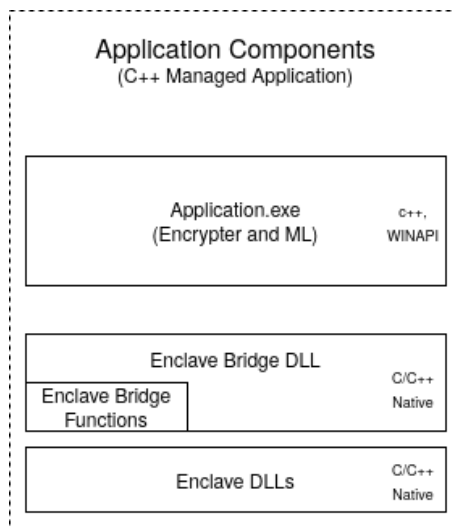 Application Components
(C++ Managed Application)
Application.exe
(Encrypter and ML)
c++,
WINAPI
Enclave Bridge DLL
C/C++
Native
Enclave Bridge
Functions
Enclave DLLs
C/C++
Native